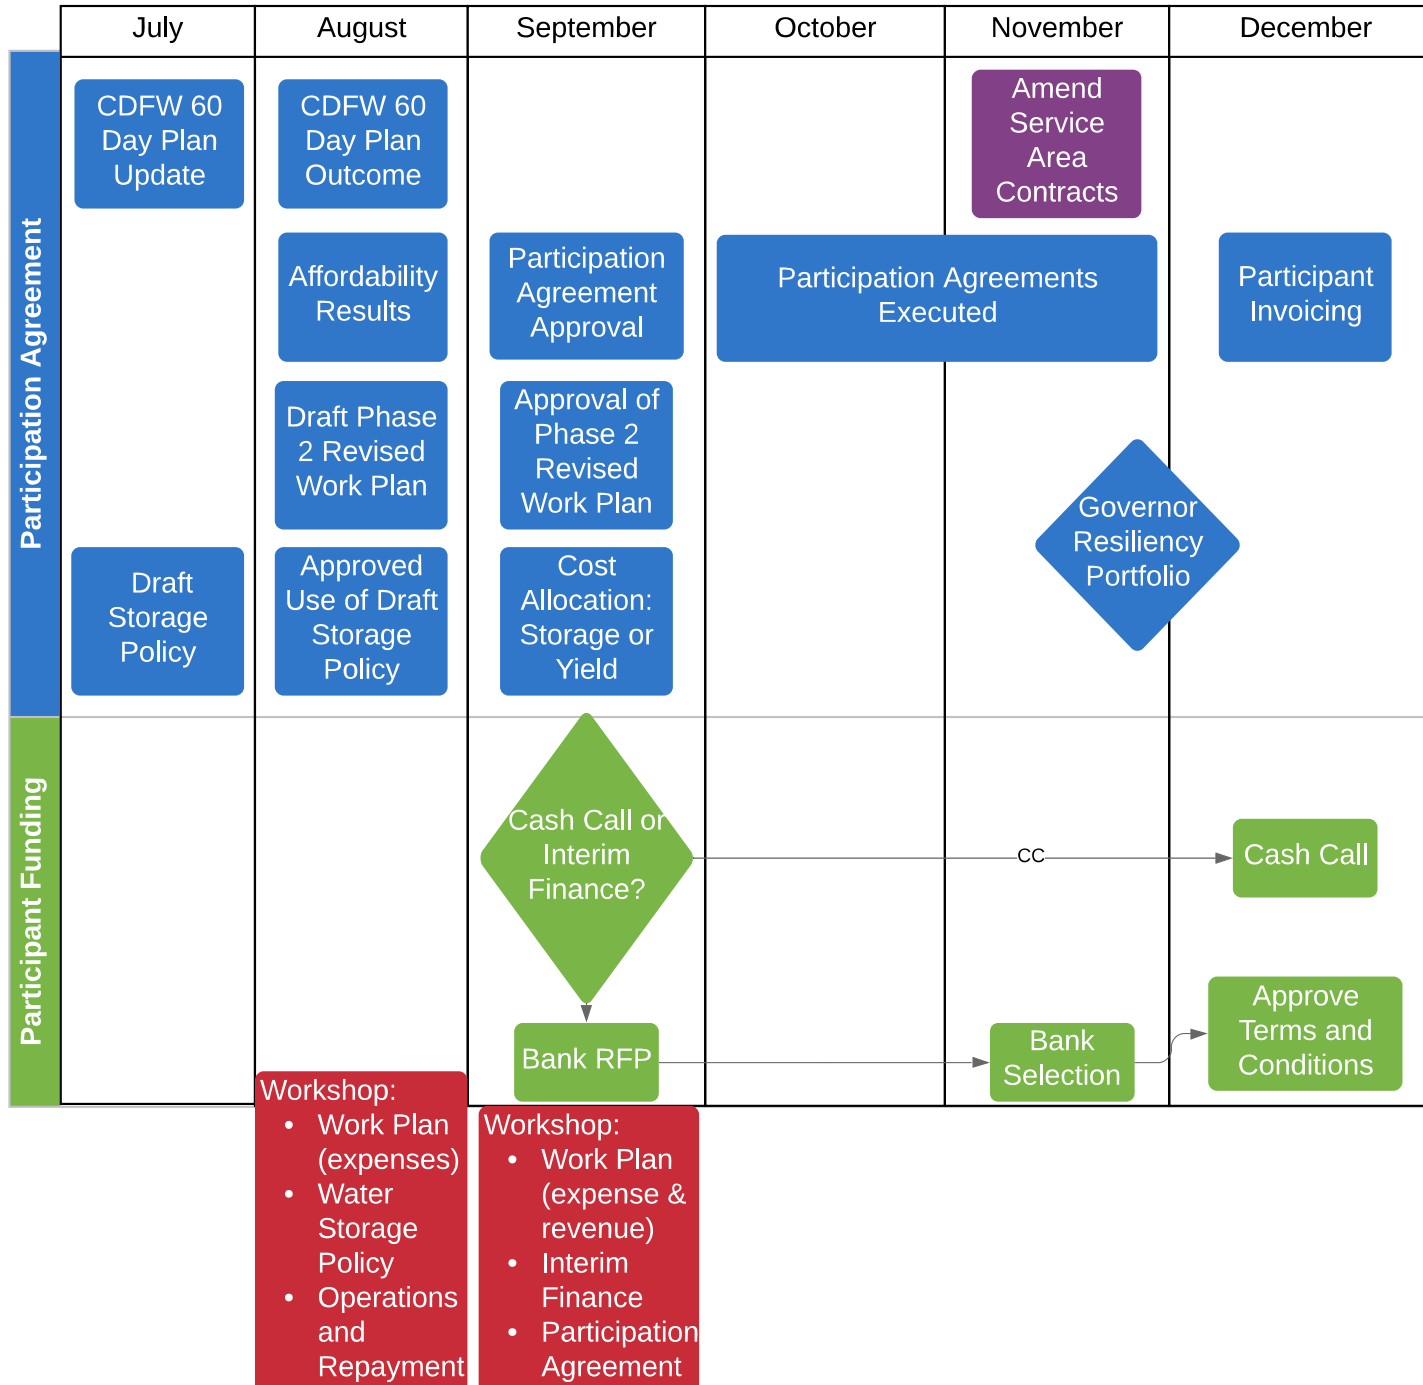 July
August
September
October
November
December
Participation Agreement
CDFW 60
Day Plan
Update
CDFW 60
Day Plan
Outcome
Amend
Service
Area
Contracts
Affordability
Results
Participation
Agreement
Approval
Participation Agreements
Executed
Participant
Invoicing
Draft Phase
2 Revised
Work Plan
Approval of
Phase 2
Revised
Work Plan
Governor
Resiliency
Portfolio
Draft
Storage
Policy
Approved
Use of Draft
Storage
Policy
Cost
Allocation:
Storage or
Yield
Participant Funding
Cash Call or
Interim
Finance?
CC
Cash Call
Bank RFP
Bank
Selection
Approve
Terms and
Conditions
Workshop:
• Work Plan
(expenses)
• Water
Storage
Policy
• Operations
and
Repayment
Workshop:
• Work Plan
(expense &
revenue)
• Interim
Finance
• Participation
Agreement